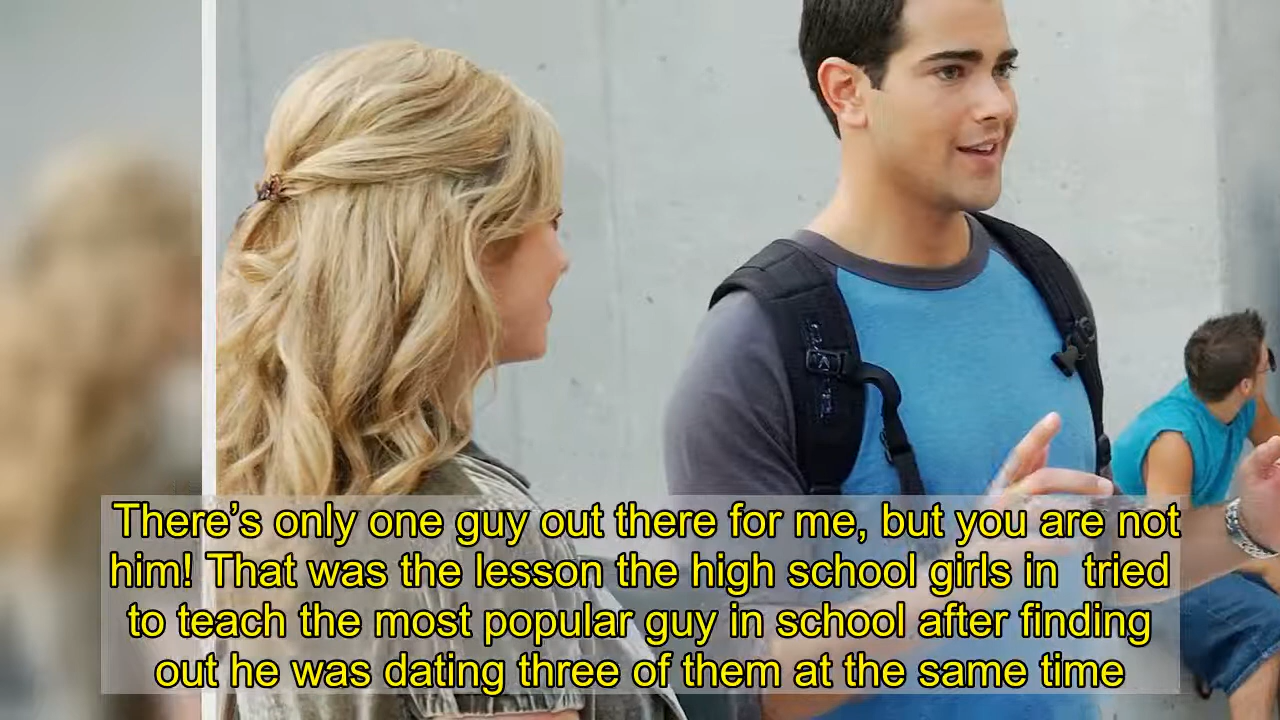 There’s only one guy out there for me, but you are not
him! That was the lesson the high school girls in  tried
to teach the most popular guy in school after finding
out he was dating three of them at the same time